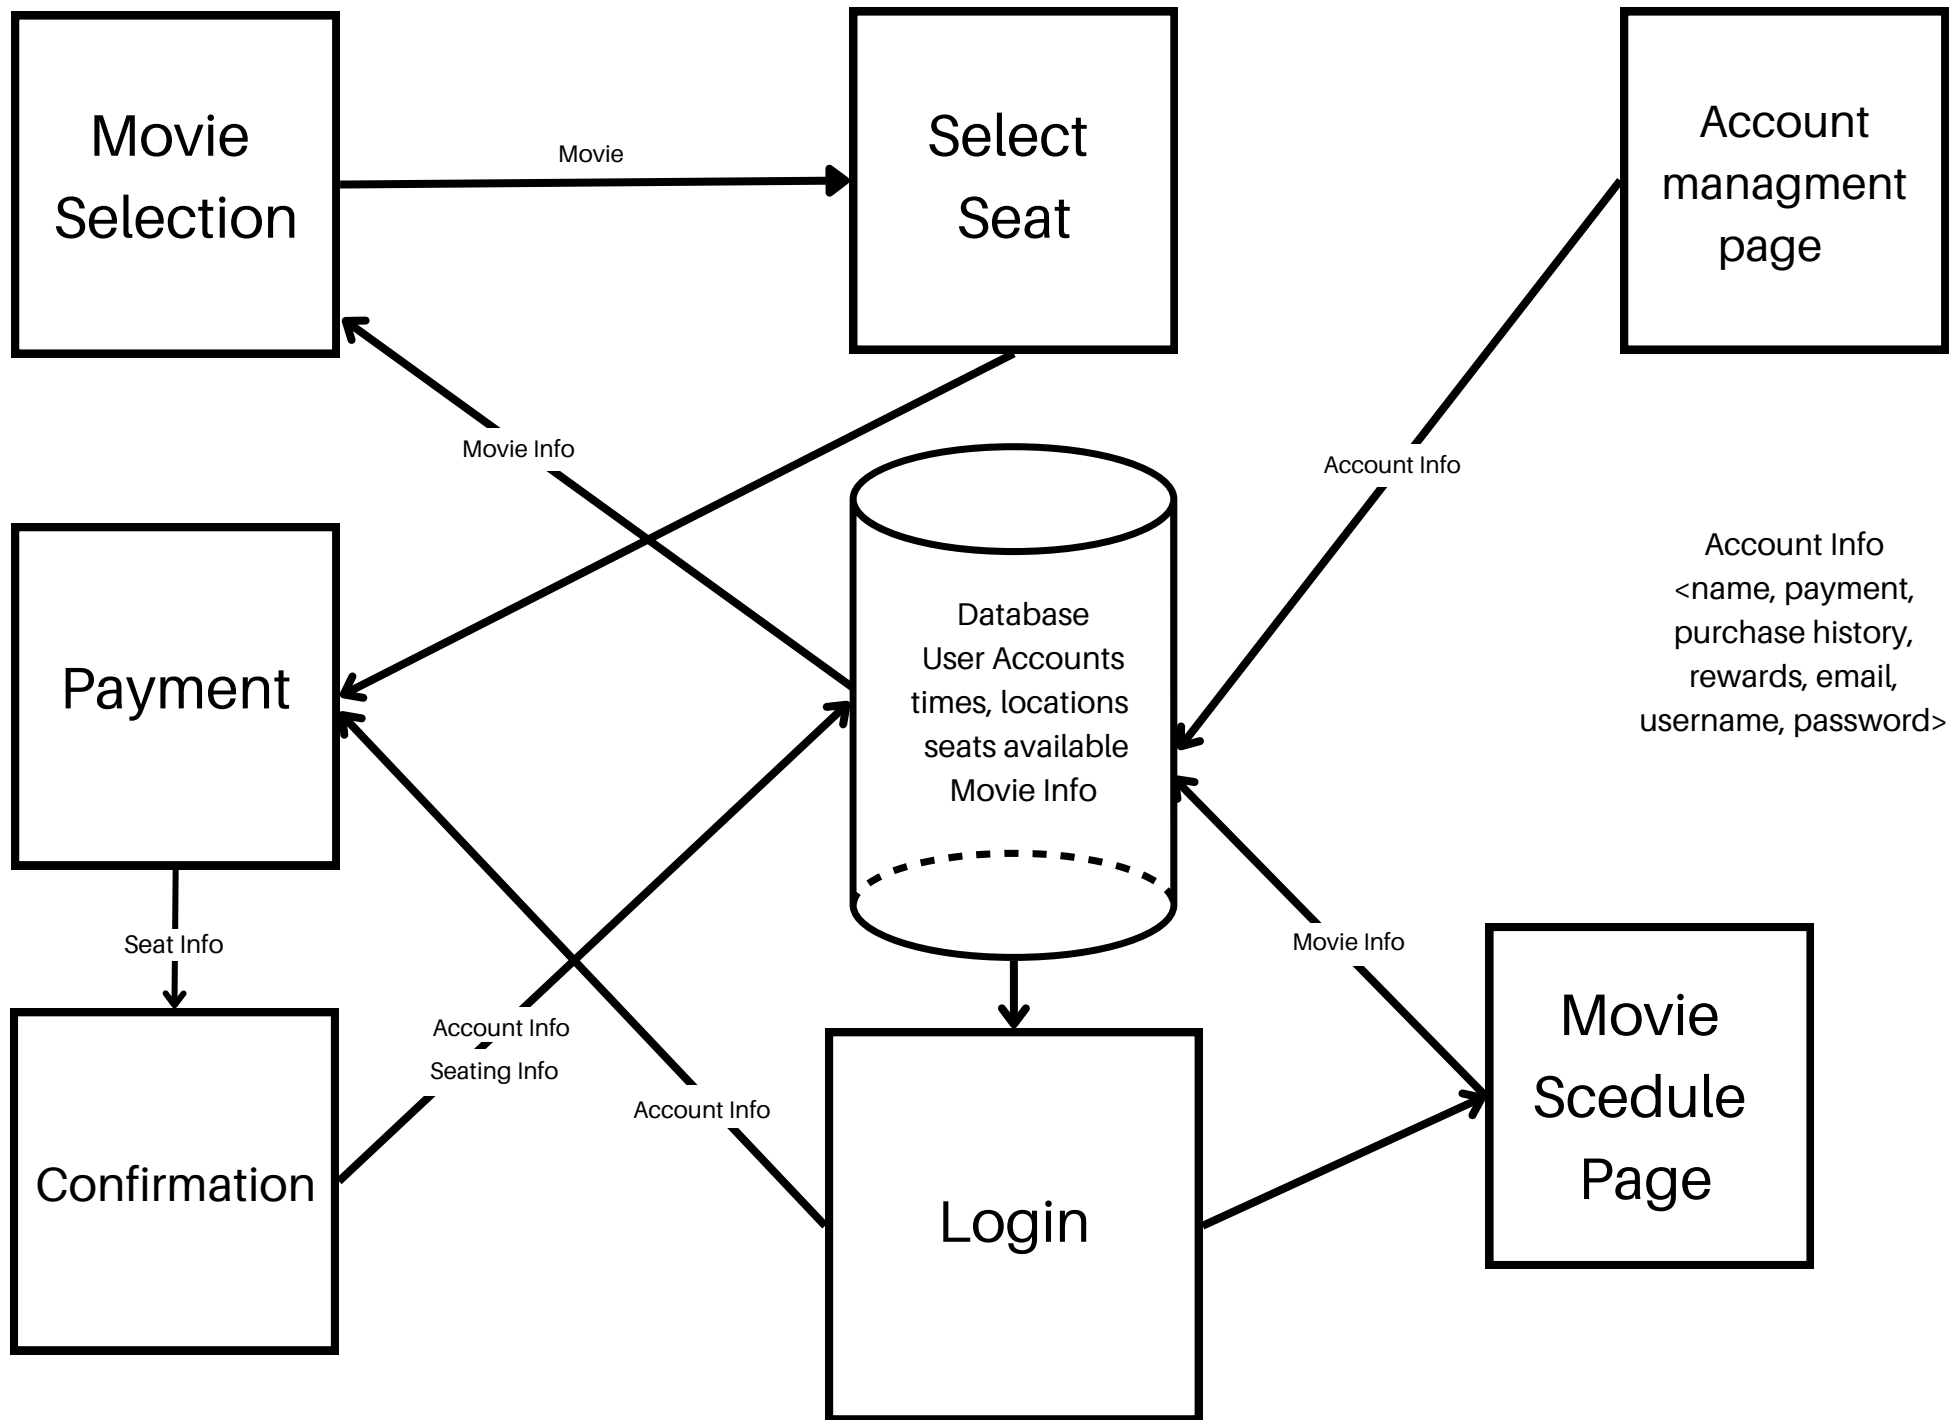 Movie
Selection
Movie
Select
Seat
Account
managment
page
Movie Info
Account Info
Payment
Database
User Accounts
times, locations
seats available
Movie Info
Account Info
<name, payment,
purchase history,
rewards, email,
username, password>
Seat Info
Account Info
Seating Info
Account Info
Movie Info
Confirmation
Login
Movie
Scedule
Page